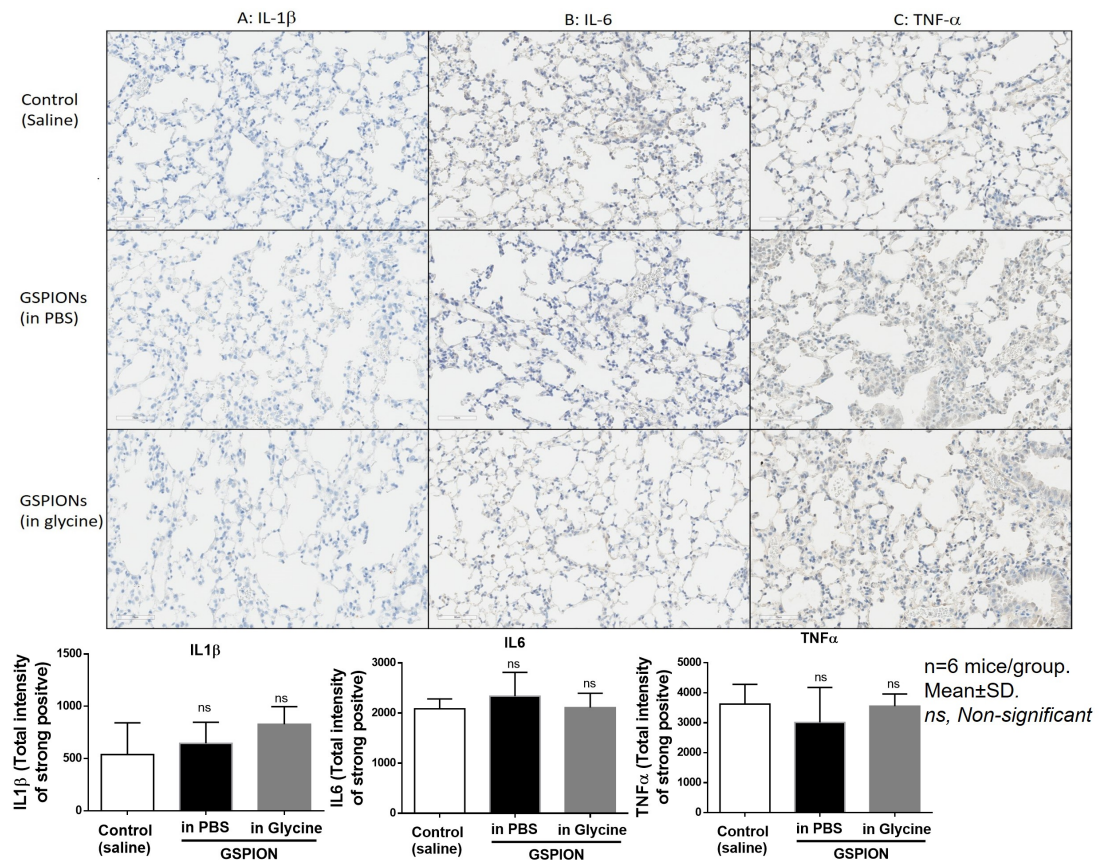 A: IL-1β
B: IL-6
C: TNF-α
Control
(Saline)
GSPIONs
(in PBS)
GSPIONs
(in glycine)
IL1β
IL1β (Total intensity
of strong positve)
1500
1000
500
0
ns
ns
Control
(saline)
in PBS
in Glycine
GSPION
IL6
IL6 (Total intensity
of strong positve)
3000
2000
1000
0
ns
ns
Control
(saline)
in PBS
in Glycine
GSPION
TNFα
TNFα (Total intensity
of strong positve)
5000
4000
3000
2000
1000
0
ns
ns
Control
(saline)
in PBS
in Glycine
GSPION
n=6 mice/group.
Mean±SD.
ns, Non-significant